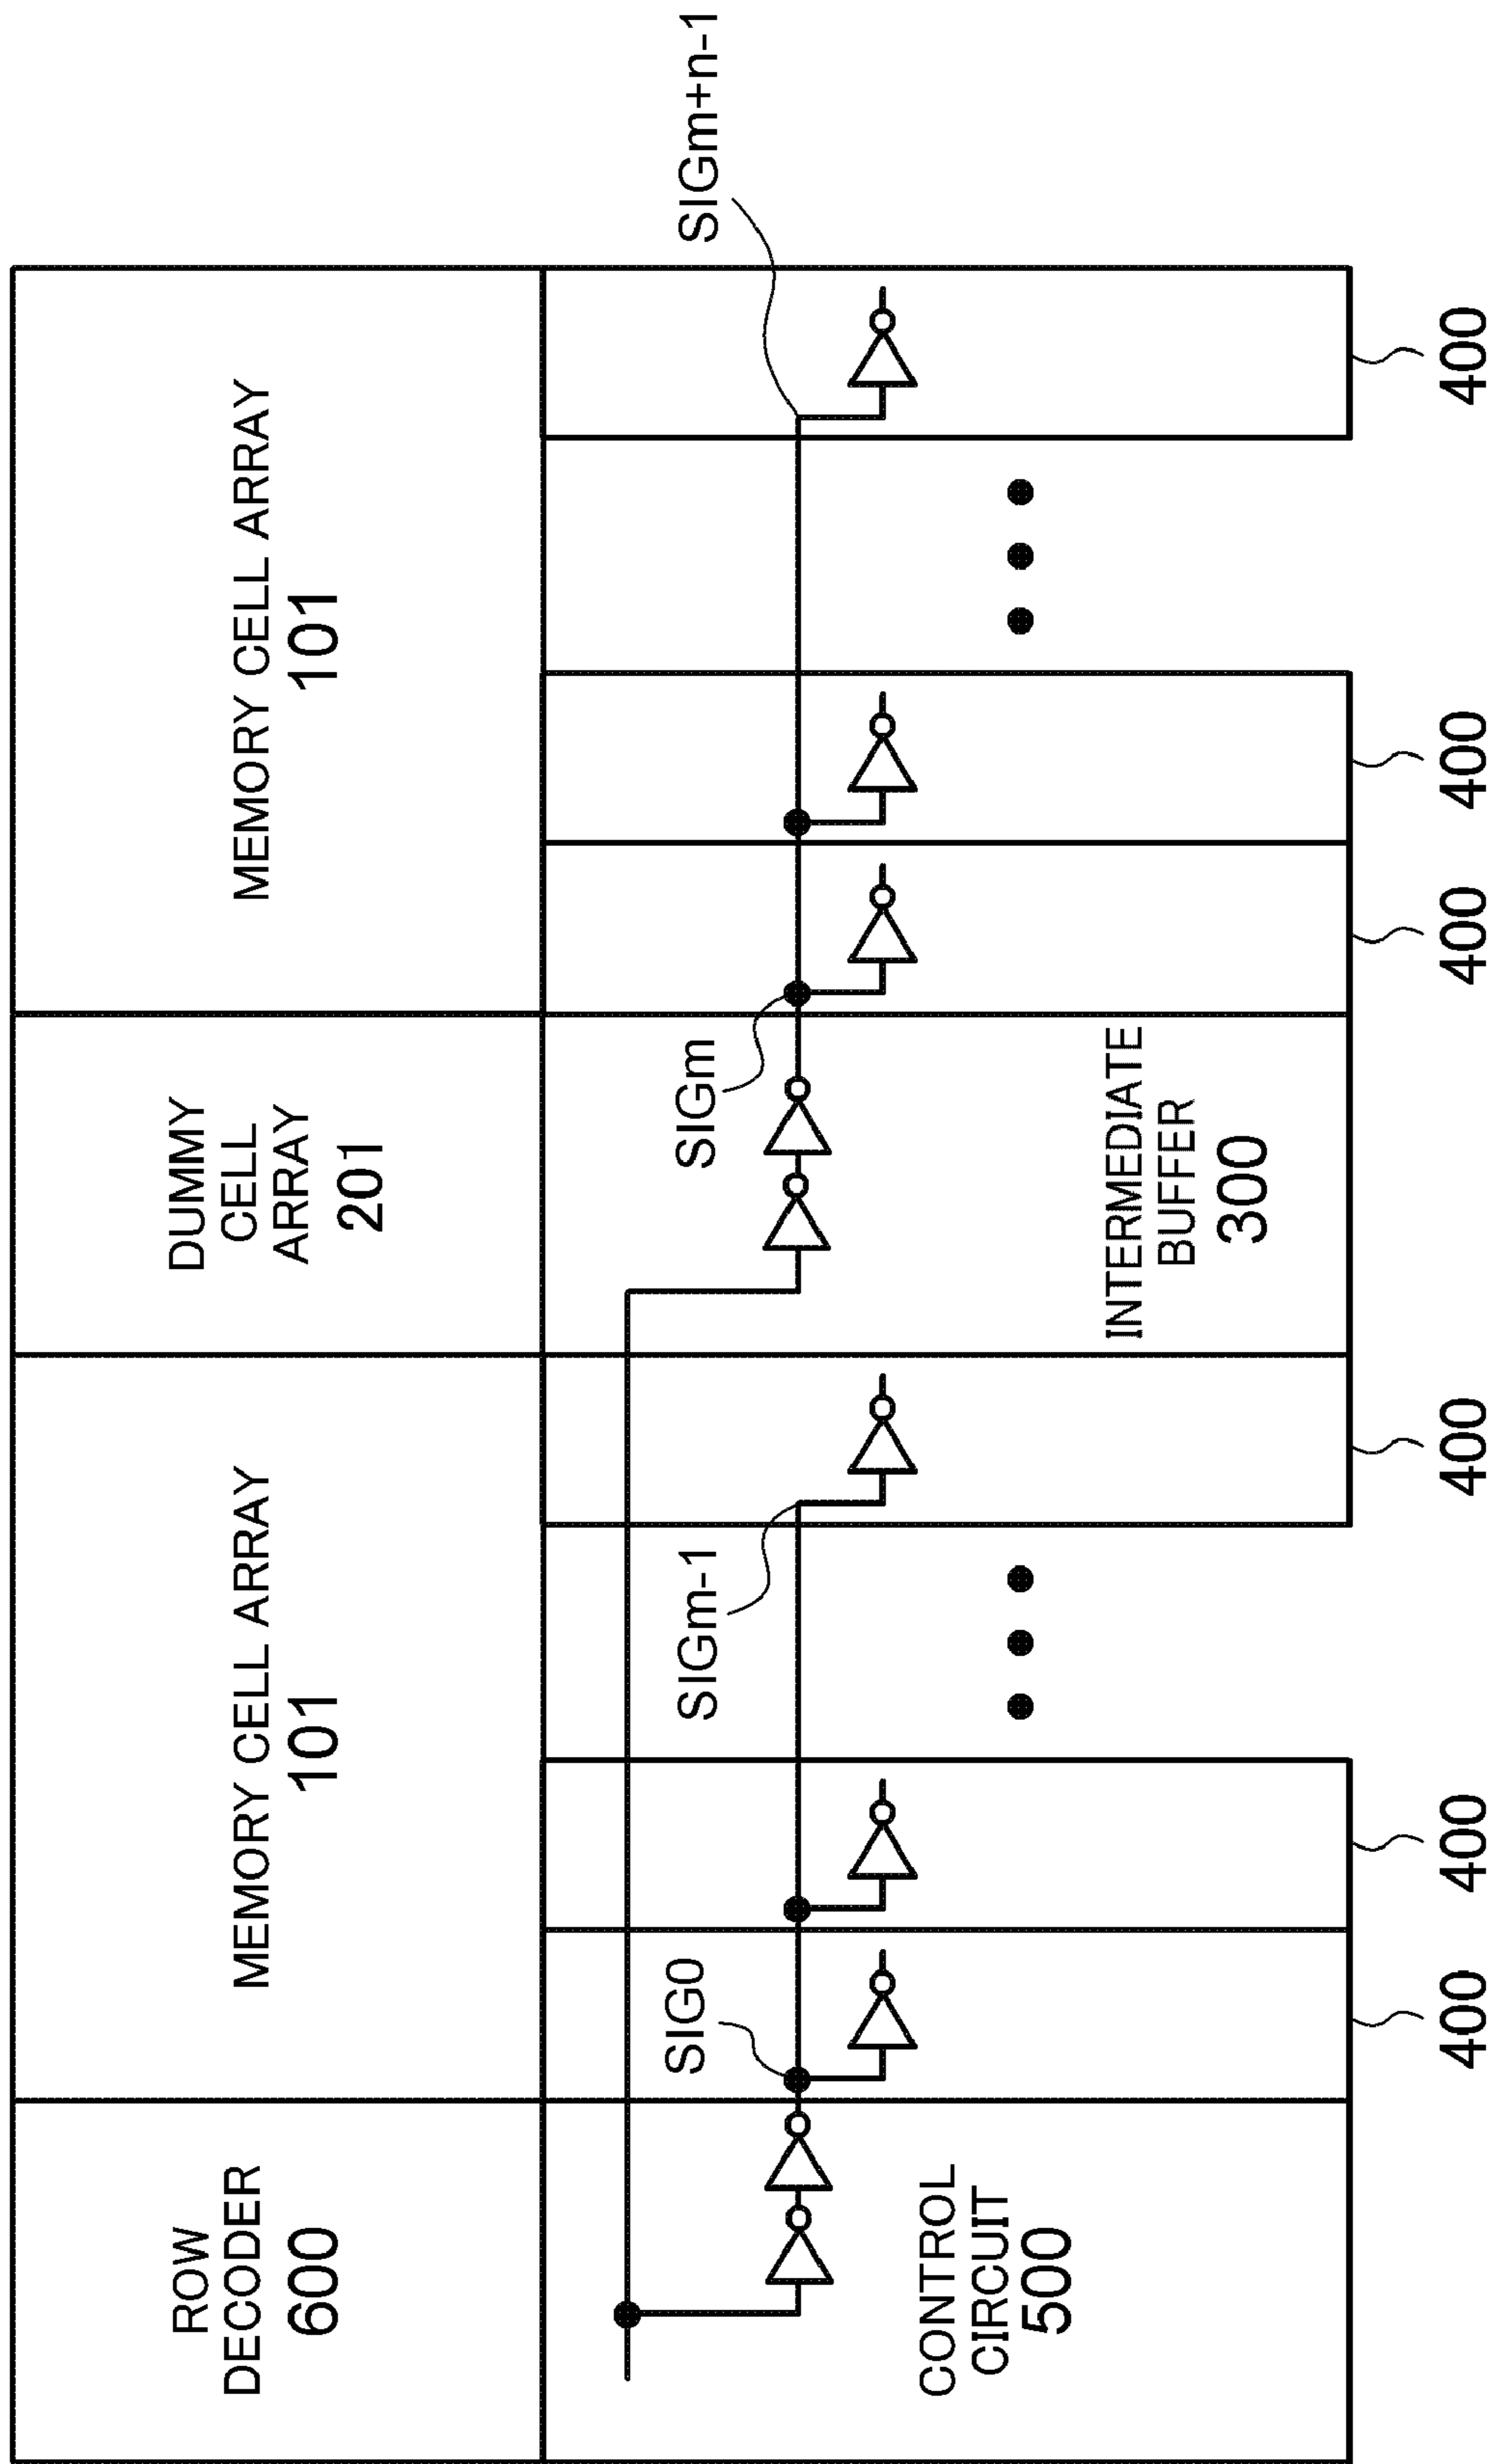 ROW
DECODER
600
MEMORY CELL ARRAY
101
DUMMY
CELL
ARRAY
201
MEMORY CELL ARRAY
101
SIG0
SIGm-1
SIGm
SIGm+n-1
CONTROL
CIRCUIT
500
INTERMEDIATE
BUFFER
300
400
400
400
400
400
400